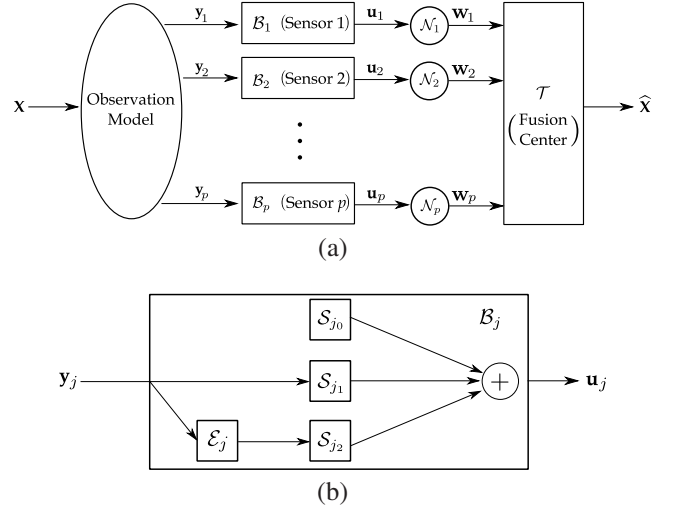 x
Observation
Model
y₁
ℬ₁ (Sensor 1)
u₁
𝒩₁
w₁
y₂
ℬ₂ (Sensor 2)
u₂
𝒩₂
w₂
yₚ
ℬₚ (Sensor p)
uₚ
𝒩ₚ
wₚ
𝒯
(Fusion
Center)
x̂
(a)
𝒮ⱼ₀
ℬⱼ
yⱼ
𝒮ⱼ₁
+
uⱼ
ℰⱼ
𝒮ⱼ₂
(b)